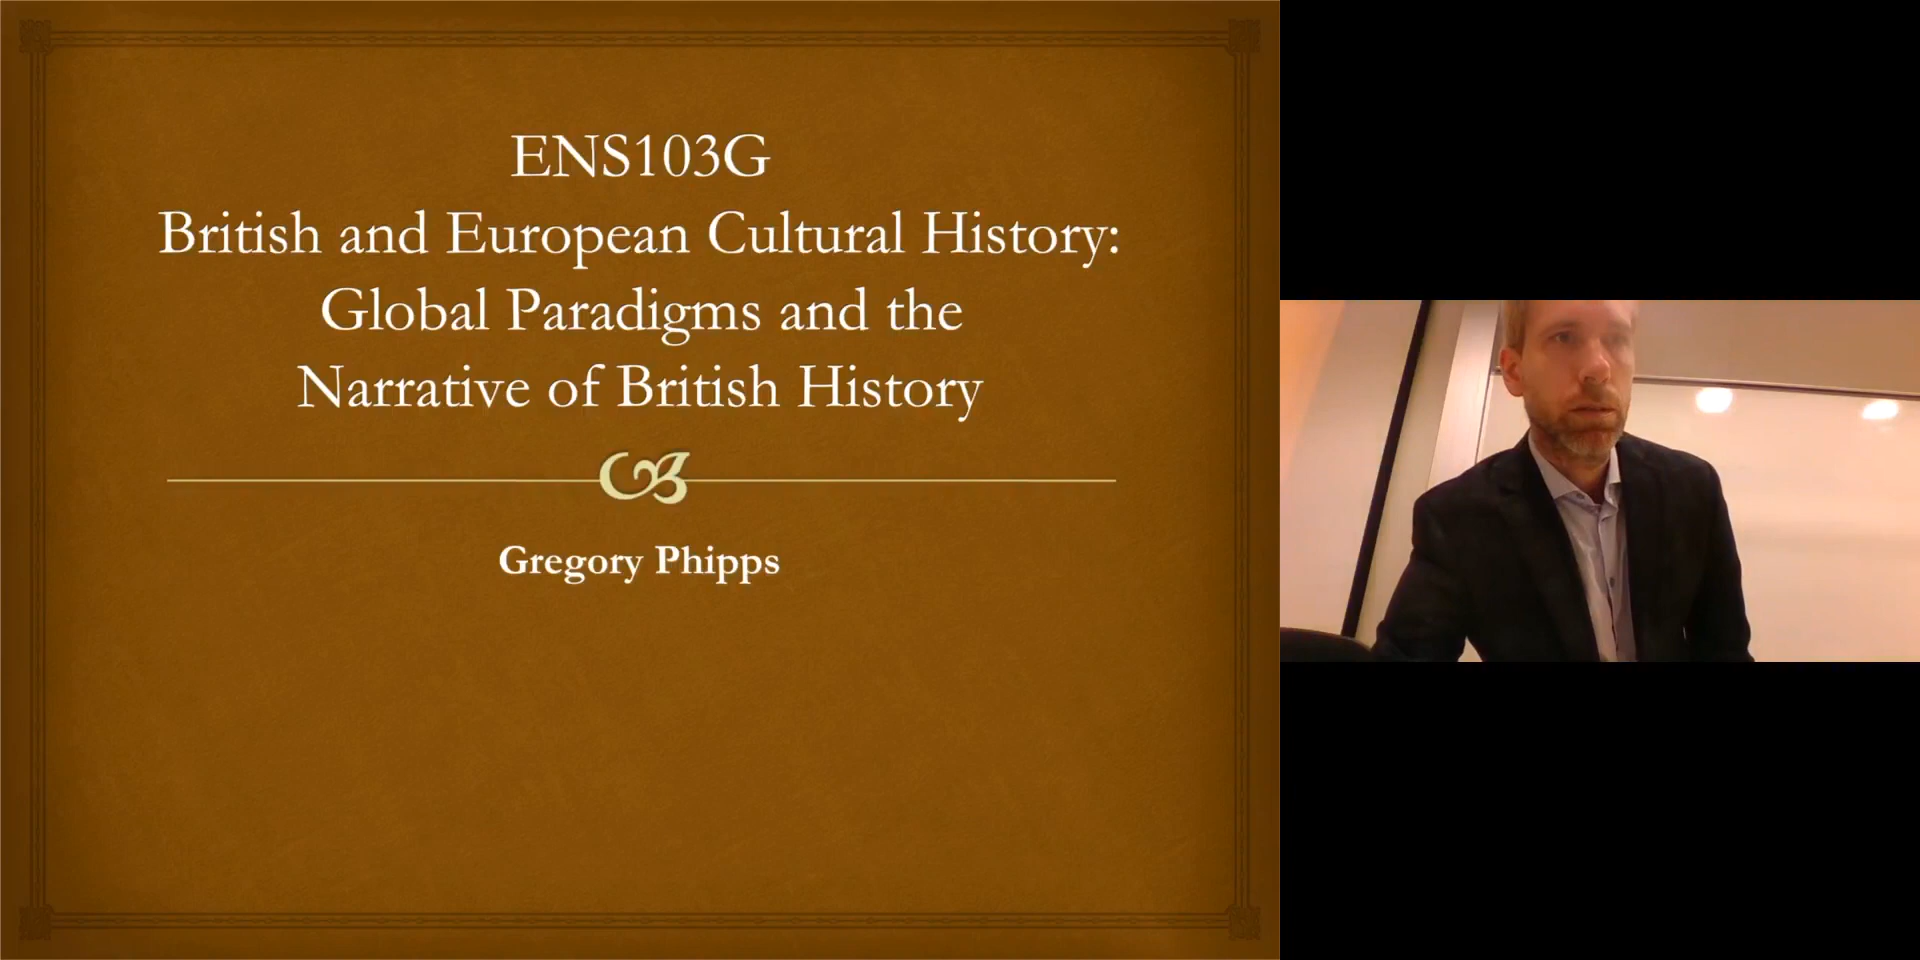 ENS103G
British and European Cultural History:
Global Paradigms and the
Narrative of British History
Gregory Phipps